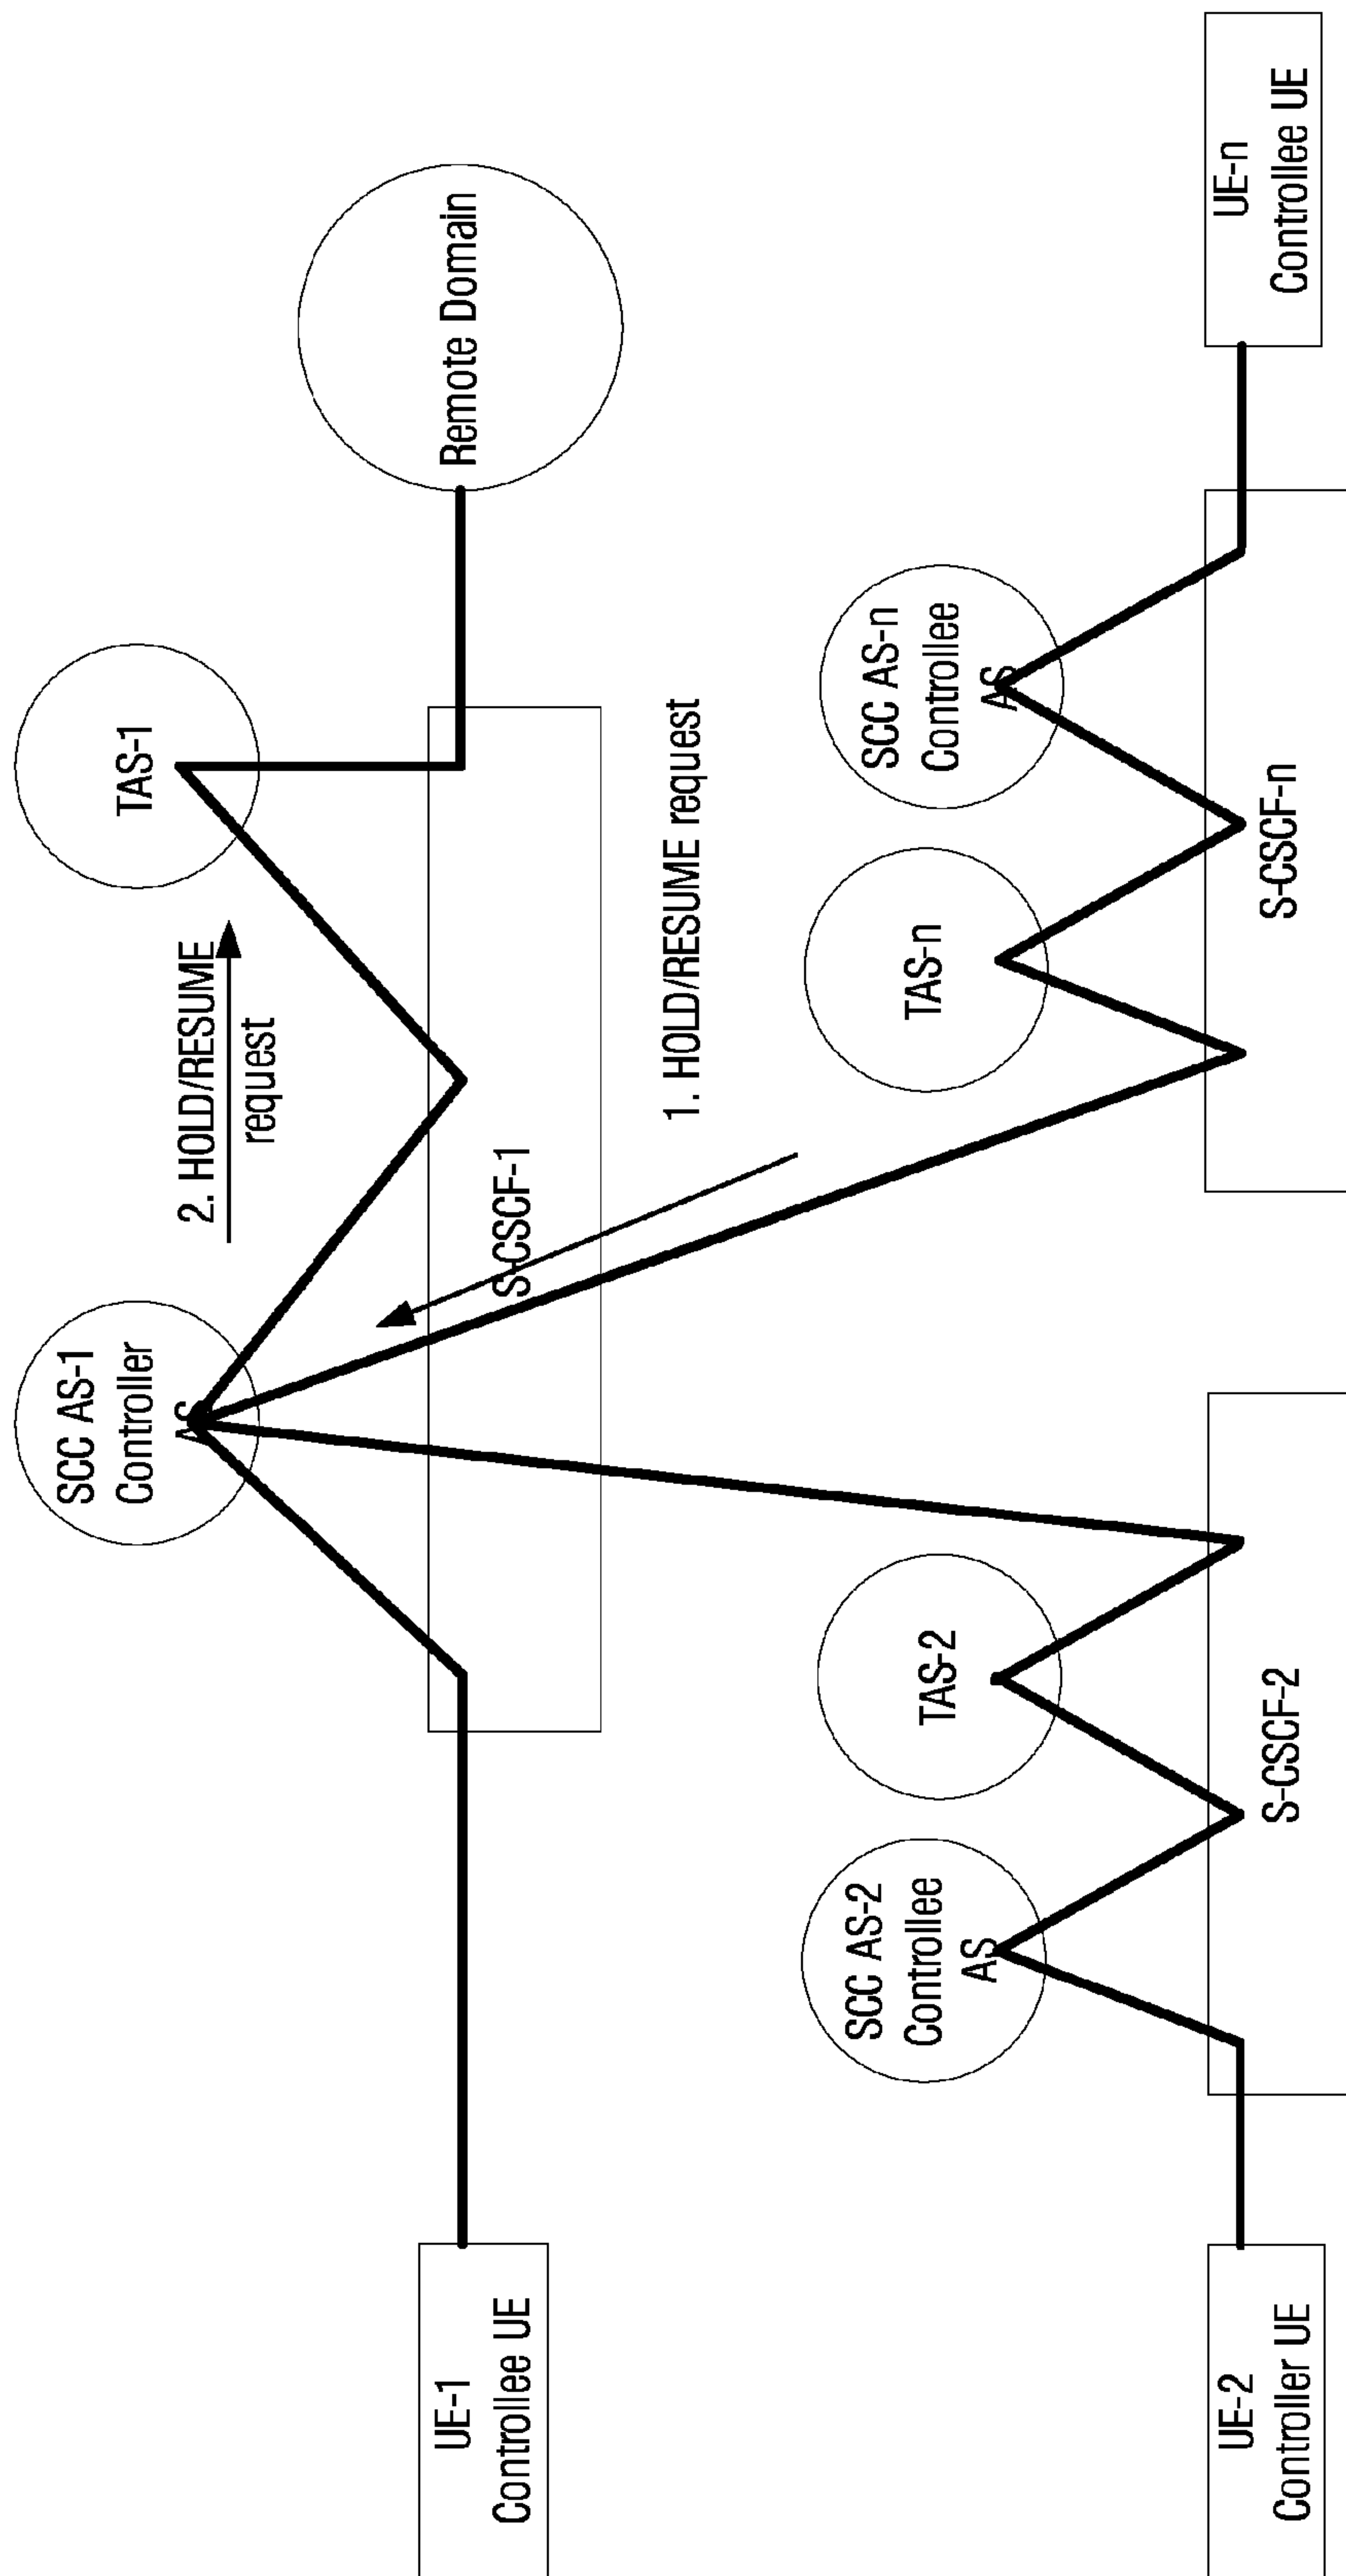 SCC AS-1
Controller
AS
TAS-1
2. HOLD/RESUME
request
Remote Domain
UE-1
Controllee UE
S-CSCF-1
1. HOLD/RESUME request
SCC AS-2
Controllee
AS
TAS-2
TAS-n
SCC AS-n
Controllee
AS
UE-2
Controller UE
S-CSCF-2
S-CSCF-n
UE-n
Controllee UE